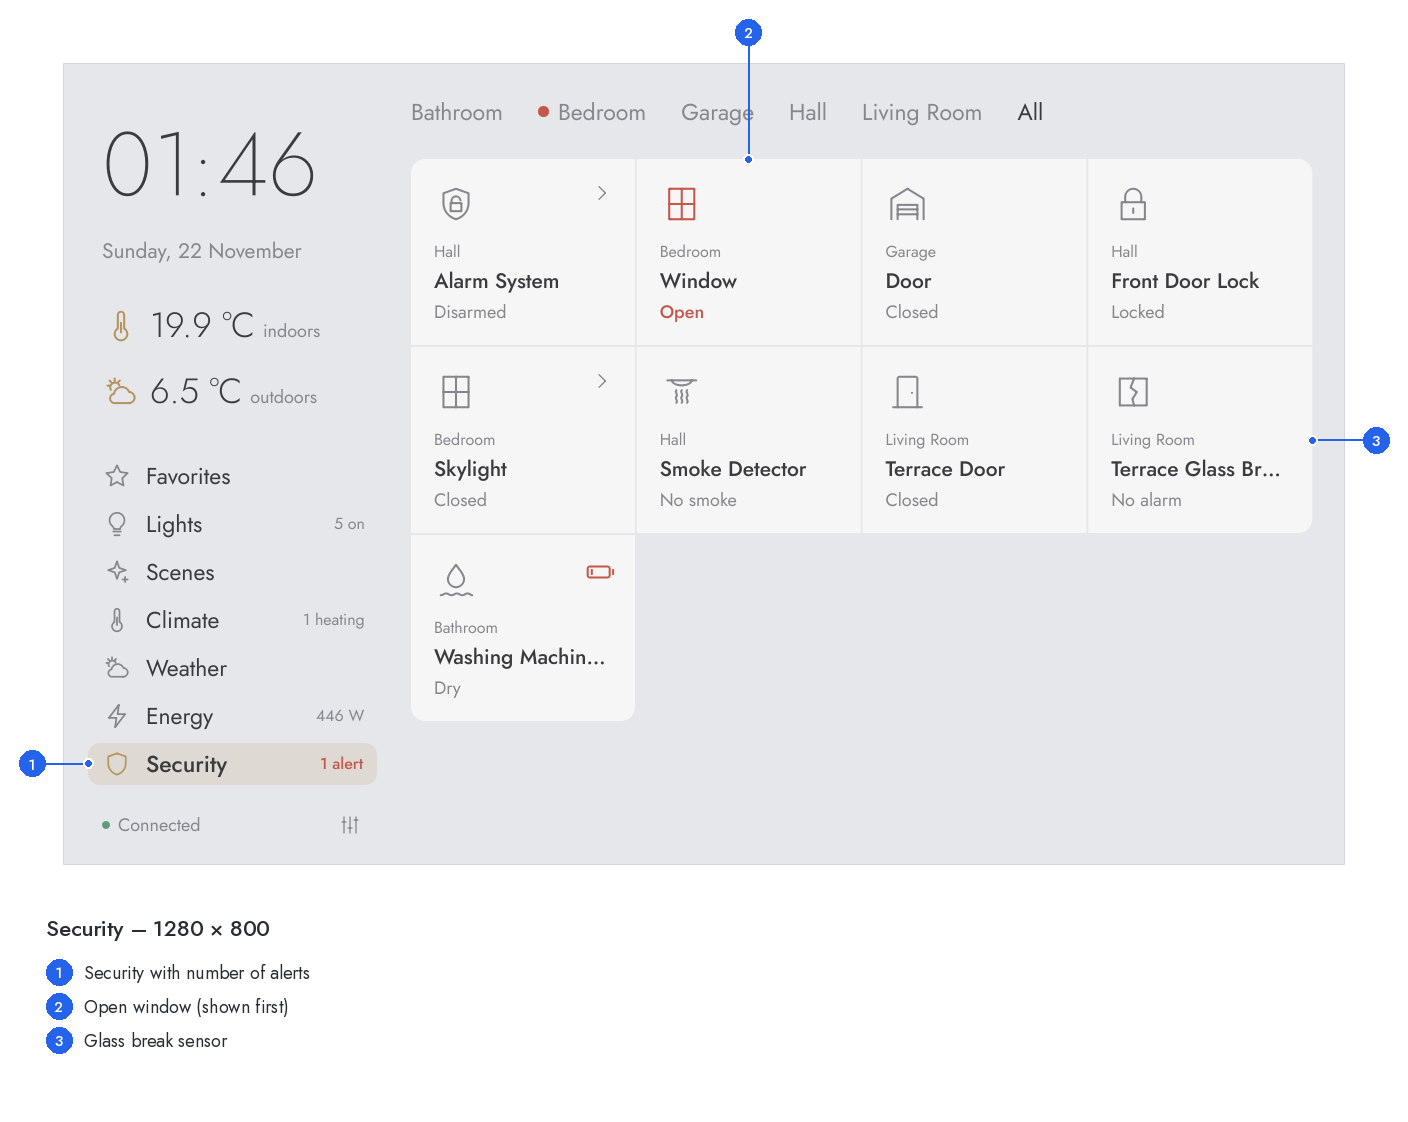 2
Bathroom Bedroom Garage Hall Living Room All
01:46
Sunday, 22 November
19.9 °C indoors
6.5 °C outdoors
Favorites
Lights 5 on
Scenes
Climate 1 heating
Weather
Energy 446 W
1 Security 1 alert
Connected
Hall
Alarm System
Disarmed
Bedroom
Window
Open
Garage
Door
Closed
Hall
Front Door Lock
Locked
Bedroom
Skylight
Closed
Hall
Smoke Detector
No smoke
Living Room
Terrace Door
Closed
Living Room
Terrace Glass Br...
No alarm
3
Bathroom
Washing Machin...
Dry
Security – 1280 × 800
1 Security with number of alerts
2 Open window (shown first)
3 Glass break sensor